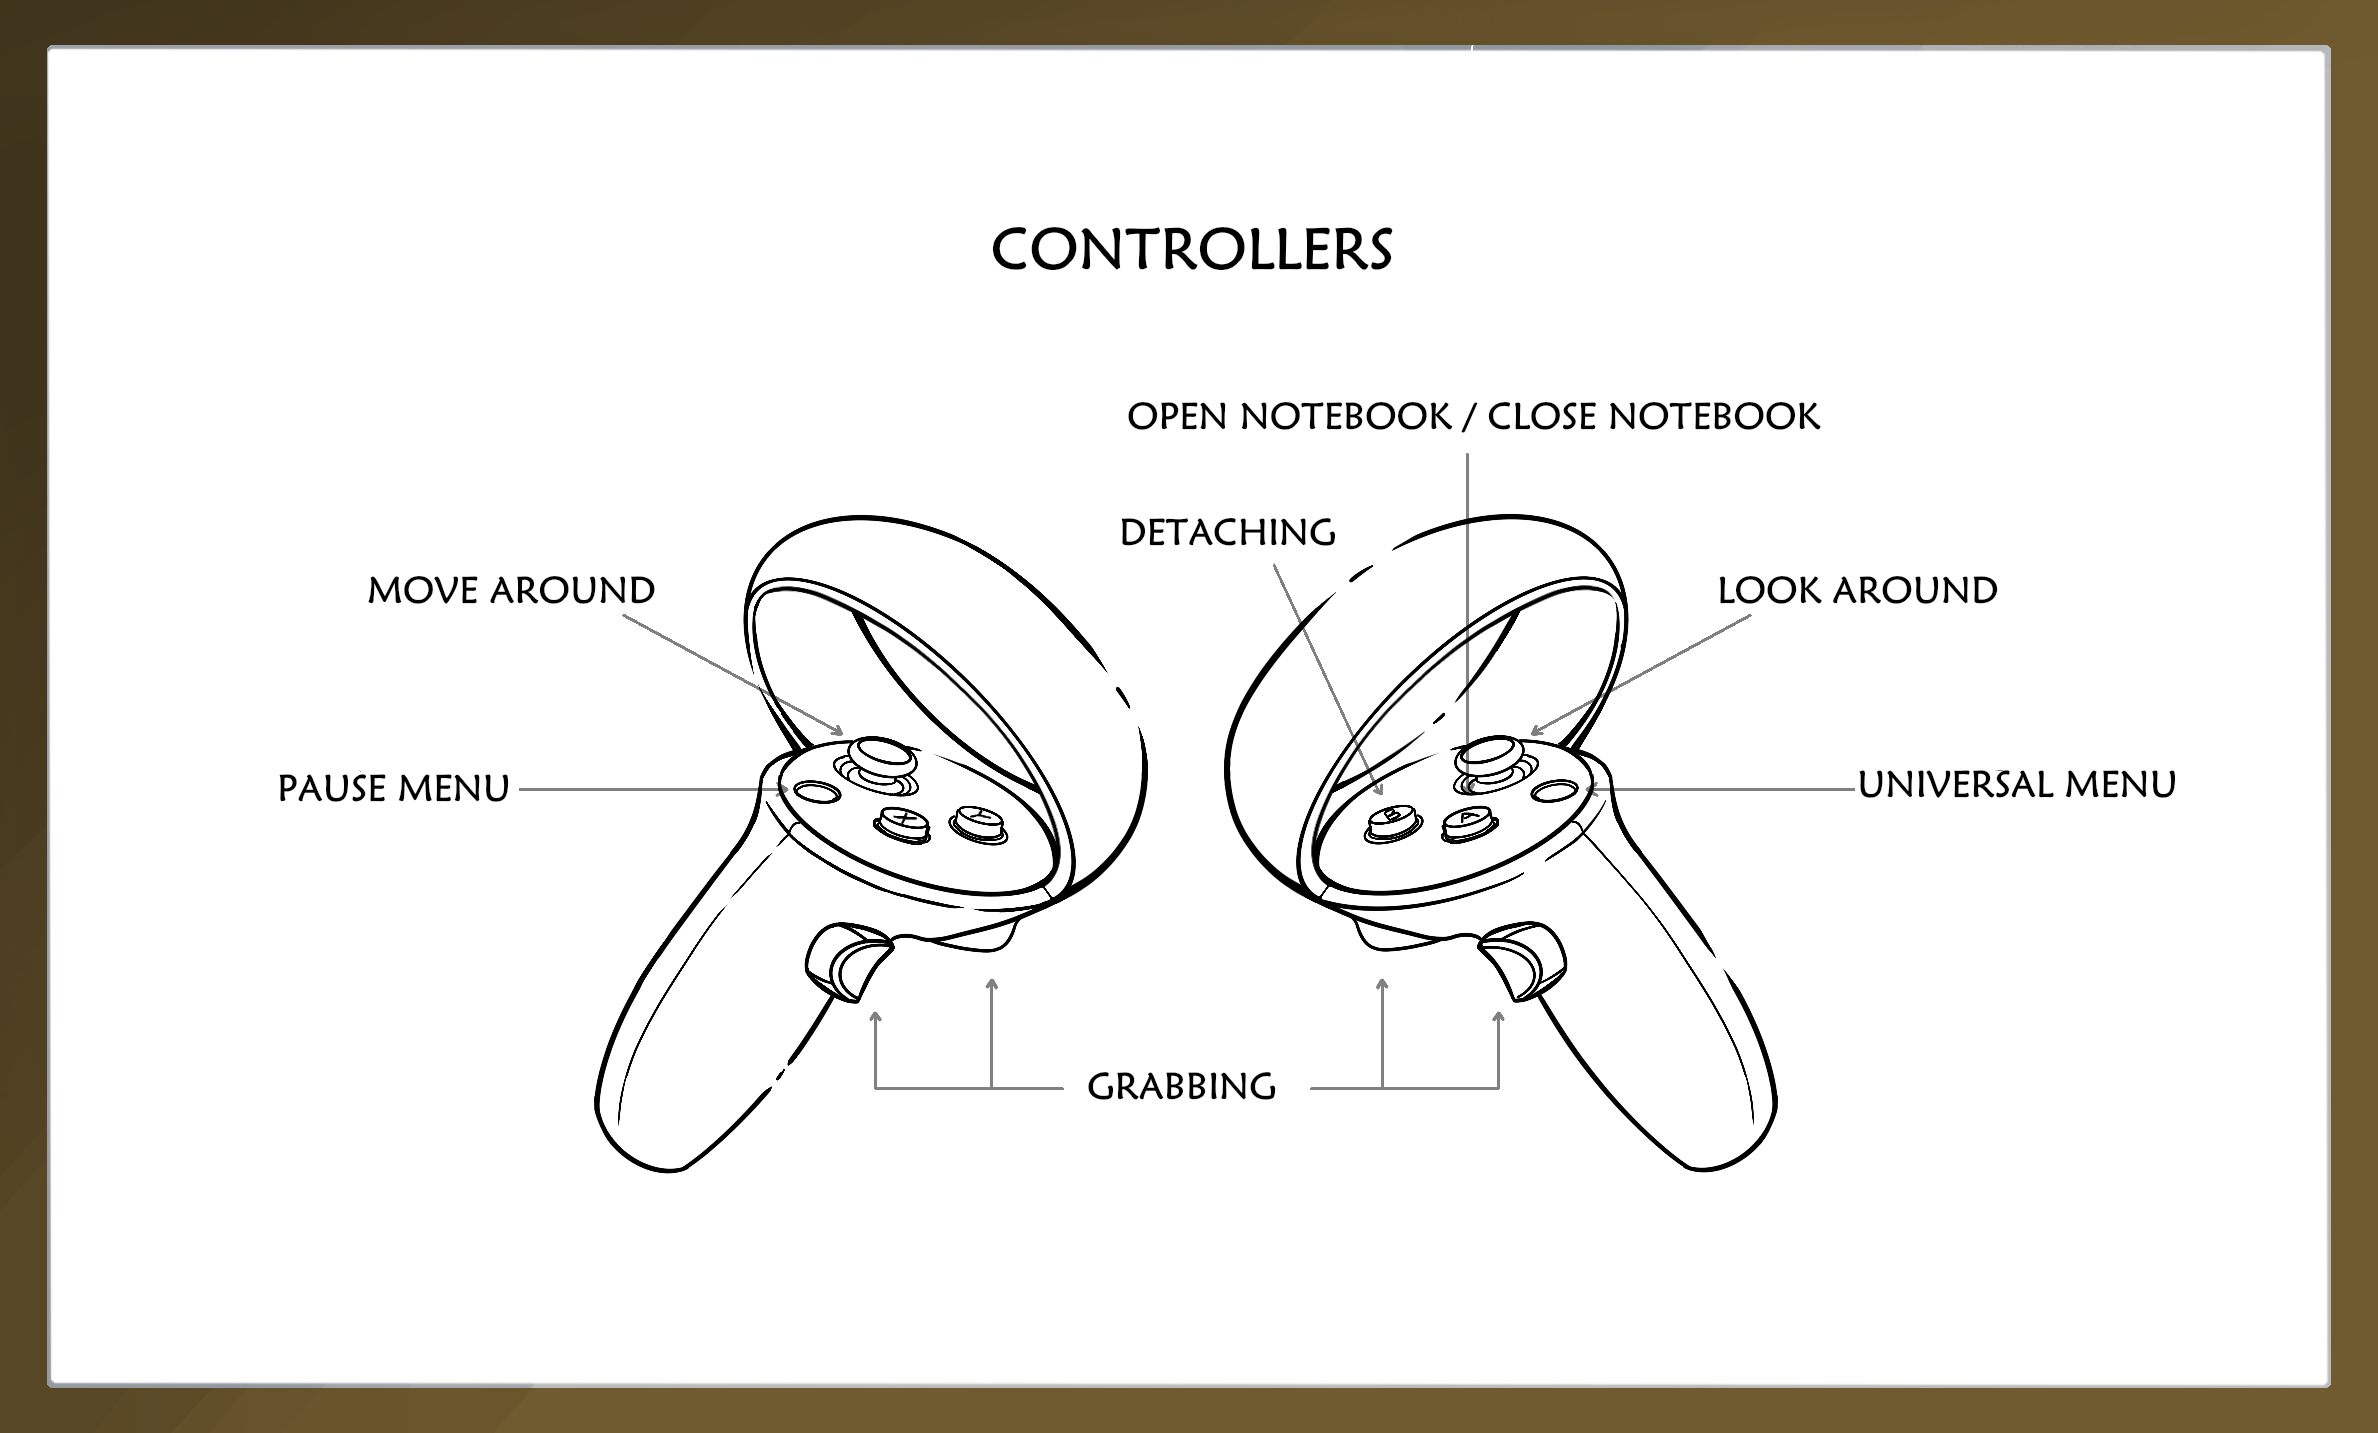 CONTROLLERS
OPEN NOTEBOOK / CLOSE NOTEBOOK
DETACHING
MOVE AROUND
LOOK AROUND
PAUSE MENU
UNIVERSAL MENU
X
Y
B
A
GRABBING